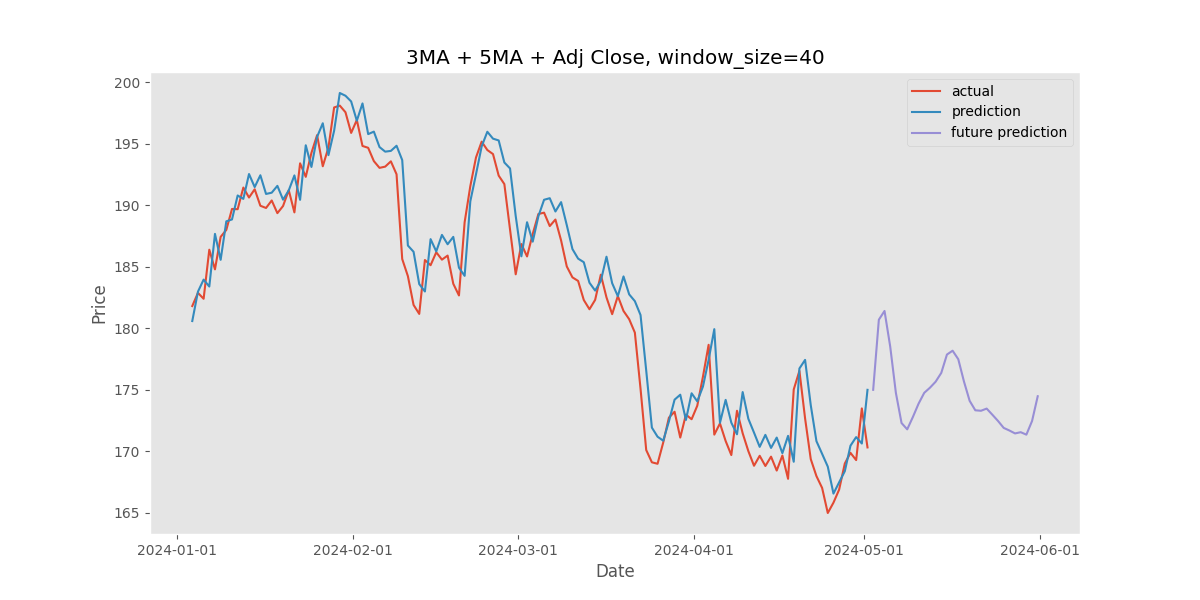 3MA + 5MA + Adj Close, window_size=40
actual
prediction
future prediction
200
195
190
185
180
175
170
165
Price
2024-01-01
2024-02-01
2024-03-01
2024-04-01
2024-05-01
2024-06-01
Date